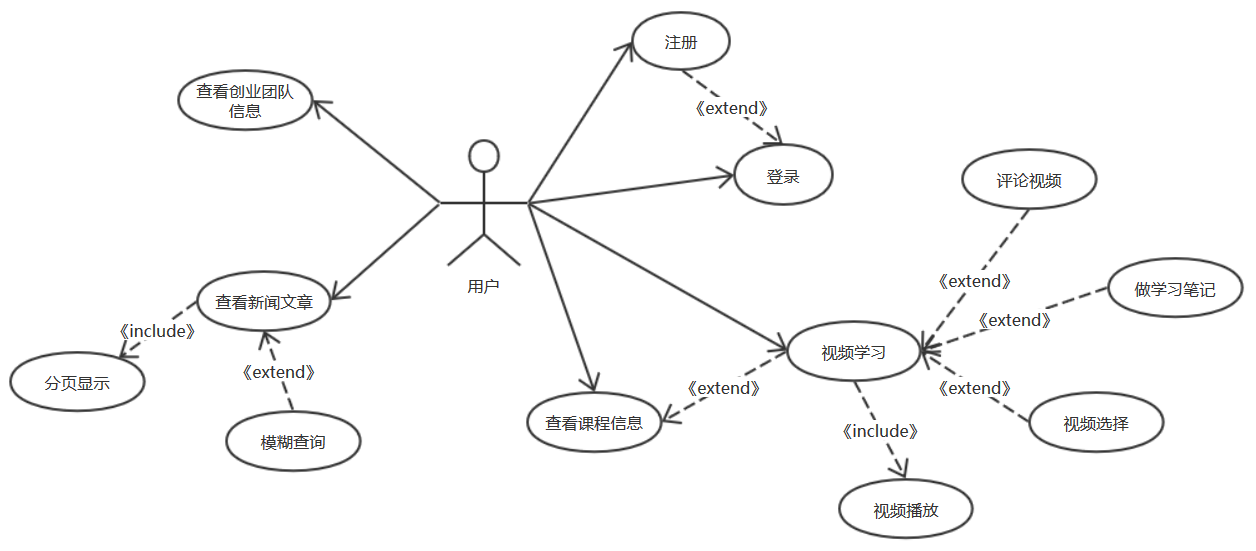 注册
查看创业团队
信息
《extend》
登录
评论视频
用户
《extend》
做学习笔记
查看新闻文章
《include》
《extend》
视频学习
《extend》
分页显示
《extend》
《extend》
模糊查询
查看课程信息
视频选择
《include》
视频播放